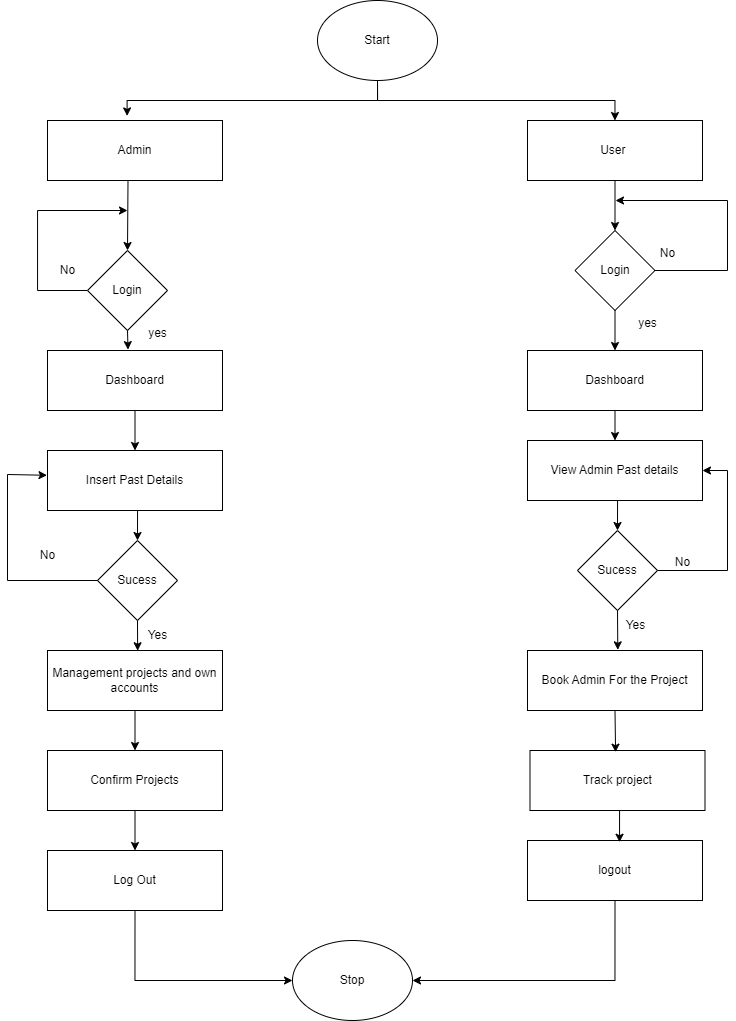 Start
Admin
User
No
Login
yes
No
Login
yes
Dashboard
Dashboard
Insert Past Details
View Admin Past details
No
Sucess
Yes
Sucess
No
Yes
Management projects and own
accounts
Book Admin For the Project
Confirm Projects
Track project
Log Out
logout
Stop